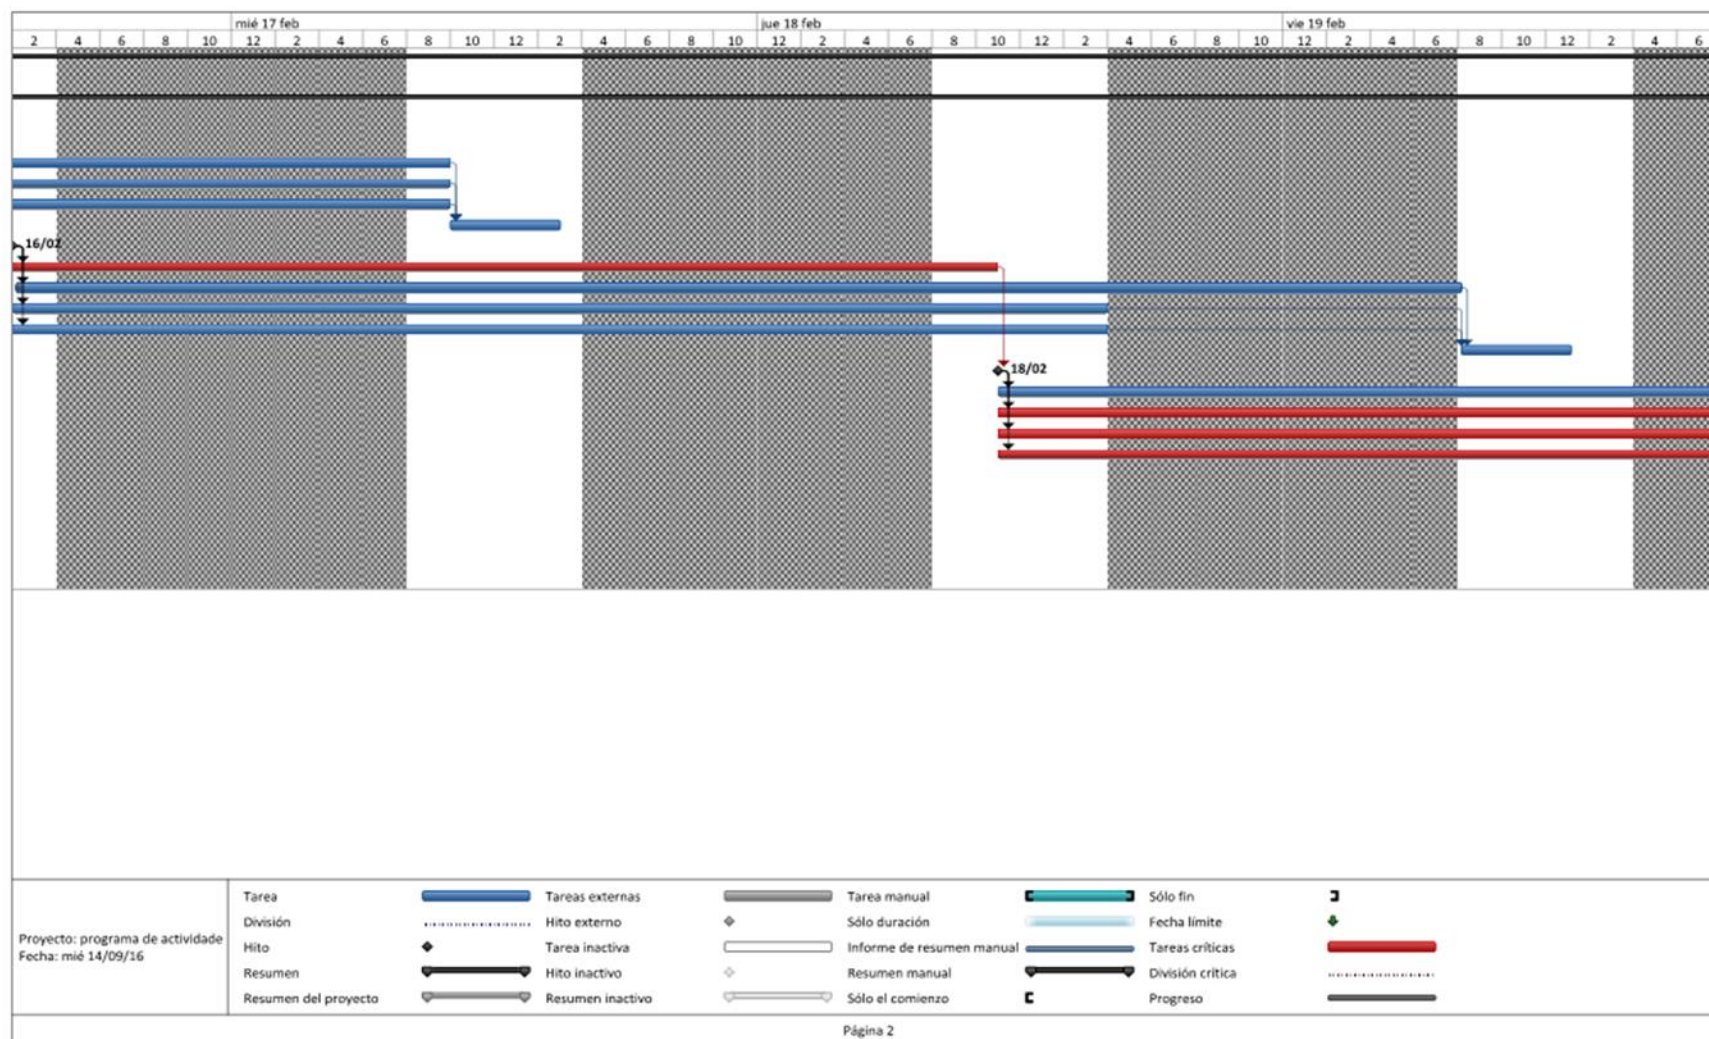 mié 17 feb jue 18 feb vie 19 feb
2 4 6 8 10 12 2 4 6 8 10 12 2 4 6 8 10 12 2 4 6 8 10 12 2 4 6 8 10 12 2 4 6 8 10 12 2 4 6
16/02
18/02
Tarea Tareas externas Tarea manual Sólo fin
División Hito externo Sólo duración Fecha límite
Proyecto: programa de actividade
Fecha: mié 14/09/16
Hito Tarea inactiva Informe de resumen manual Tareas críticas
Resumen Hito inactivo Resumen manual División crítica
Resumen del proyecto Resumen inactivo Sólo el comienzo Progreso
Página 2